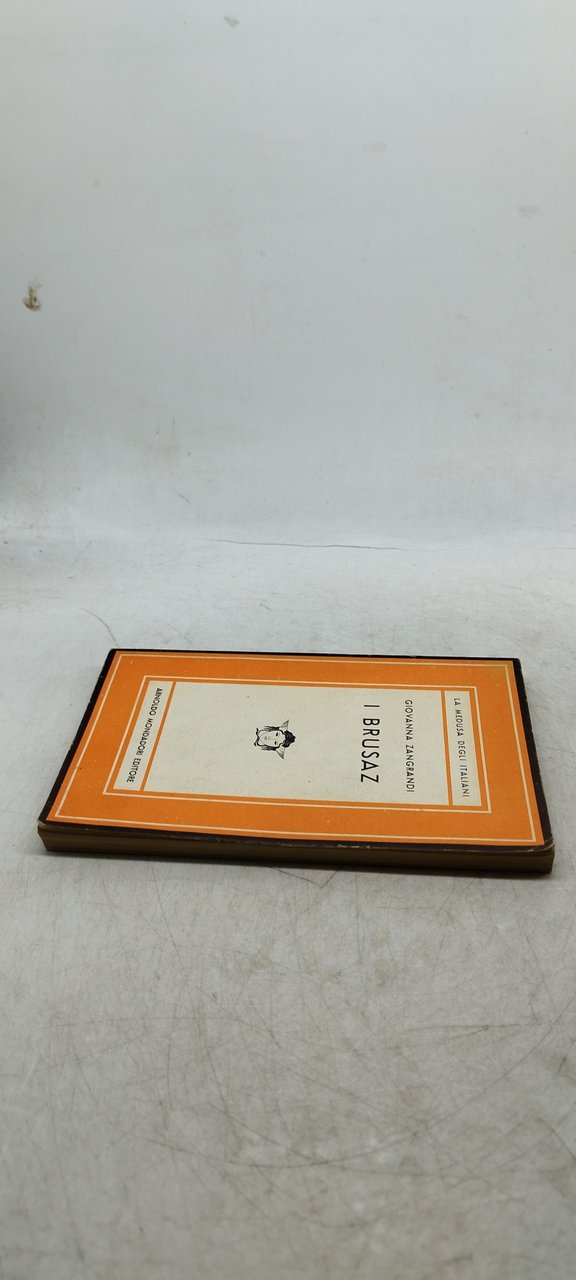 LA MEDUSA DEGLI ITALIANI
GIOVANNA ZANGRANDI
I BRUSAZ
ARNOLDO MONDADORI EDITORE